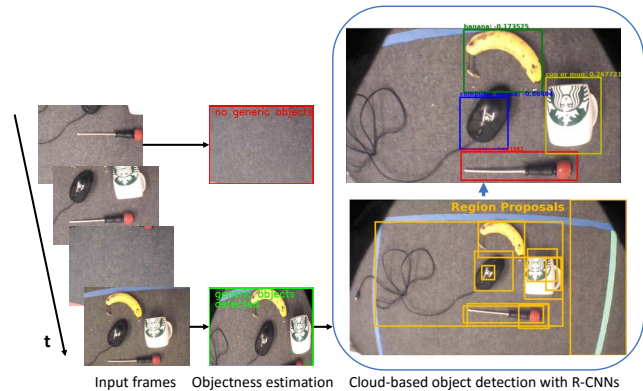 banana: -0.173525
cup or mug: 0.267721
no generic objects
Region Proposals
generic objects
detected
t
Input frames
Objectness estimation
Cloud-based object detection with R-CNNs